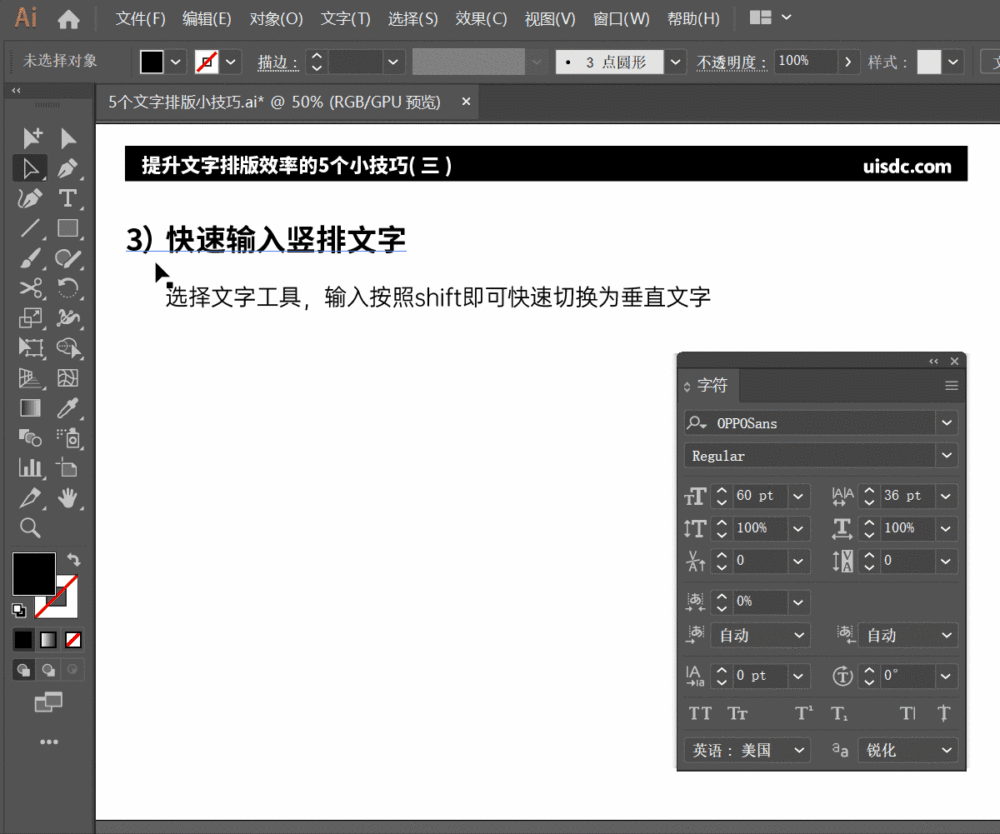 Ai 文件(F) 编辑(E) 对象(O) 文字(T) 选择(S) 效果(C) 视图(V) 窗口(W) 帮助(H)
未选择对象 描边： 3 点圆形 不透明度： 100% 样式：
5个文字排版小技巧.ai* @ 50% (RGB/GPU 预览) ×
提升文字排版效率的5个小技巧( 三 ) uisdc.com
3) 快速输入竖排文字
选择文字工具，输入按照shift即可快速切换为垂直文字
字符
OPPOSans
Regular
60 pt 36 pt
100% 100%
0 0
0%
自动 自动
0 pt 0°
TT TT T¹ T₁ T T
英语：美国 aa 锐化